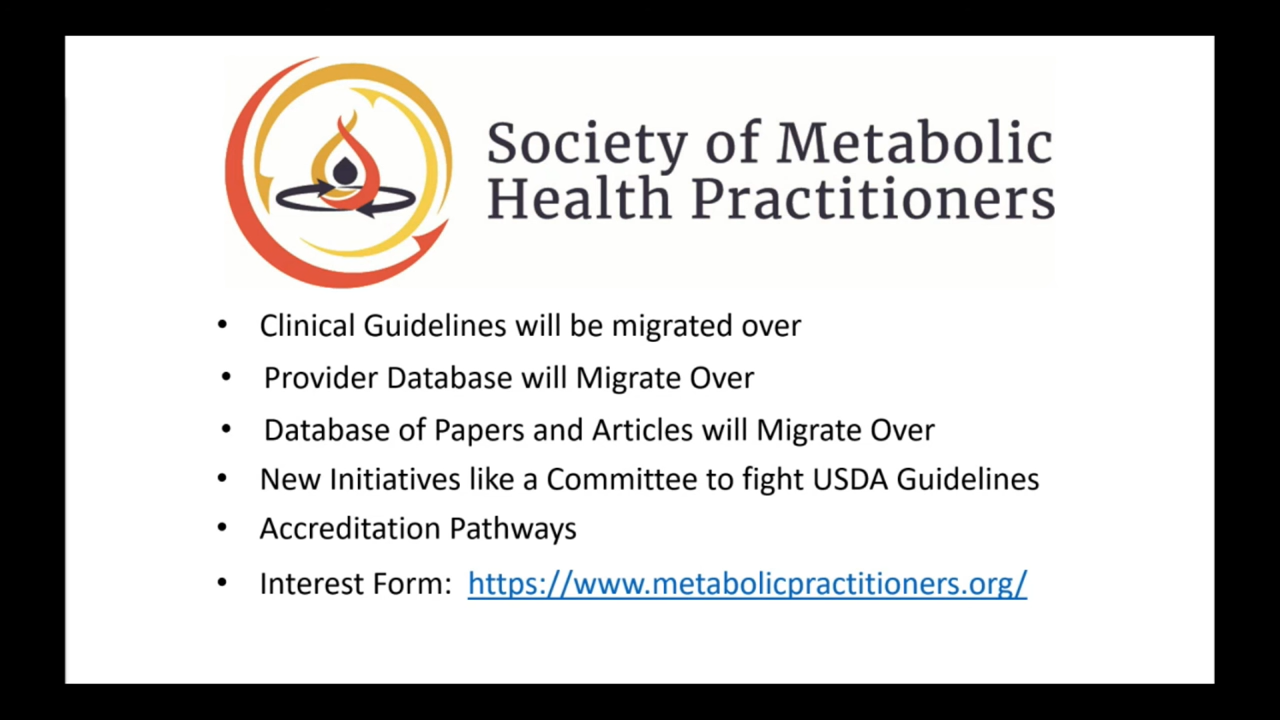 Society of Metabolic
Health Practitioners
• Clinical Guidelines will be migrated over
• Provider Database will Migrate Over
• Database of Papers and Articles will Migrate Over
• New Initiatives like a Committee to fight USDA Guidelines
• Accreditation Pathways
• Interest Form: https://www.metabolicpractitioners.org/